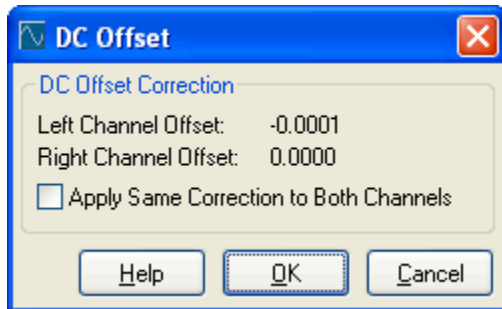 DC Offset
DC Offset Correction
Left Channel Offset: -0.0001
Right Channel Offset: 0.0000
Apply Same Correction to Both Channels
Help OK Cancel